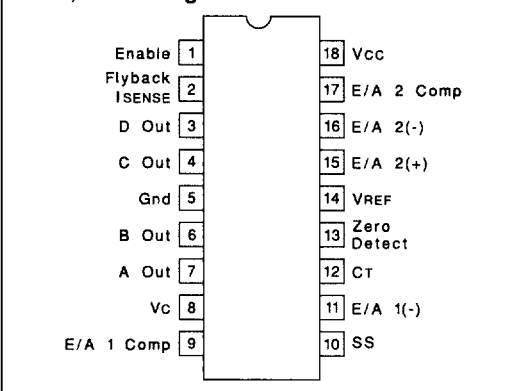 Enable 1
Flyback
ISENSE 2
D Out 3
C Out 4
Gnd 5
B Out 6
A Out 7
Vc 8
E/A 1 Comp 9
18 Vcc
17 E/A 2 Comp
16 E/A 2(-)
15 E/A 2(+)
14 VREF
13 Zero
Detect
12 CT
11 E/A 1(-)
10 SS